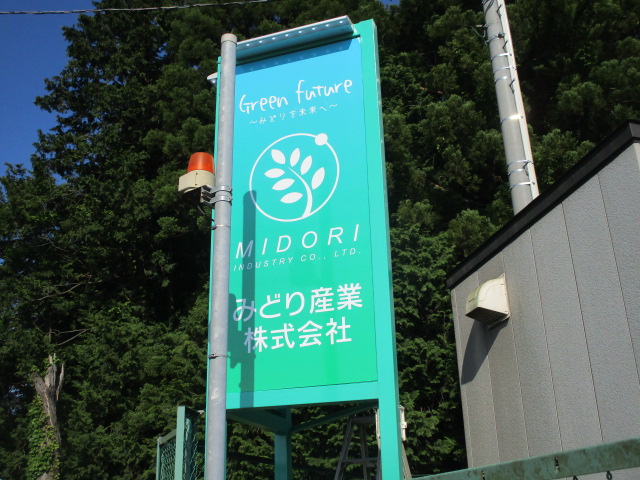 Green future
～みどりを未来へ～
MIDORI
INDUSTRY CO., LTD.
みどり産業
株式会社